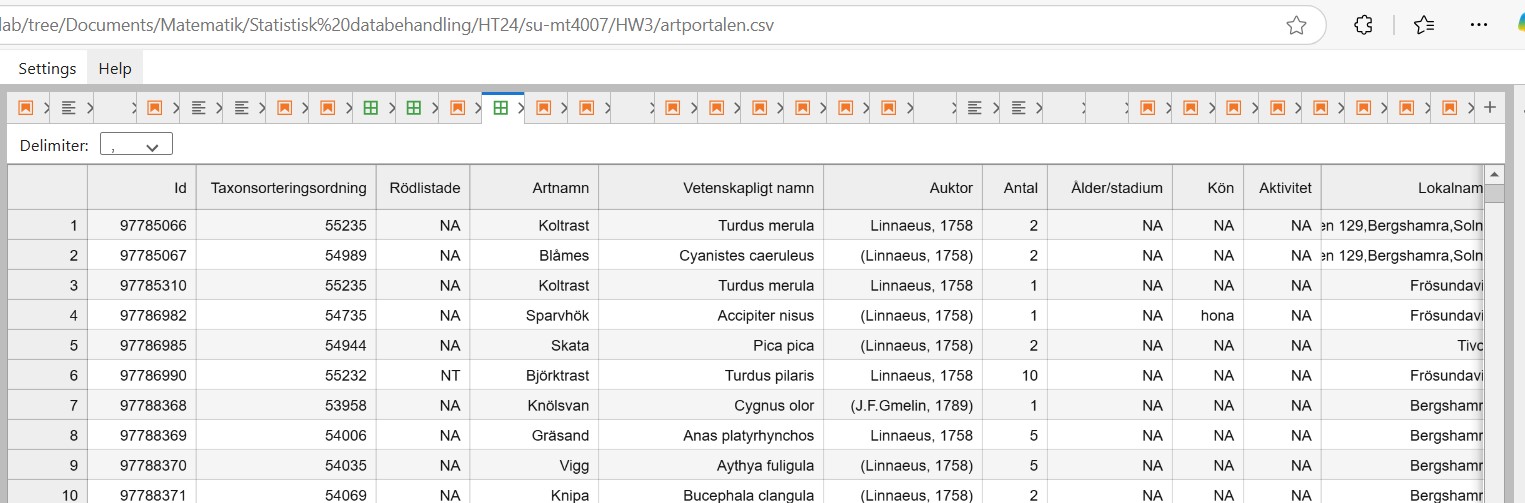 lab/tree/Documents/Matematik/Statistisk%20databehandling/HT24/su-mt4007/HW3/artportalen.csv
Settings Help
Delimiter: ,
Id Taxonsorteringsordning Rödlistade Artnamn Vetenskapligt namn Auktor Antal Ålder/stadium Kön Aktivitet Lokalnam
1 97785066 55235 NA Koltrast Turdus merula Linnaeus, 1758 2 NA NA NA en 129,Bergshamra,Soln
2 97785067 54989 NA Blåmes Cyanistes caeruleus (Linnaeus, 1758) 2 NA NA NA en 129,Bergshamra,Soln
3 97785310 55235 NA Koltrast Turdus merula Linnaeus, 1758 1 NA NA NA Frösundavi
4 97786982 54735 NA Sparvhök Accipiter nisus (Linnaeus, 1758) 1 NA hona NA Frösundavi
5 97786985 54944 NA Skata Pica pica (Linnaeus, 1758) 2 NA NA NA Tivo
6 97786990 55232 NT Björktrast Turdus pilaris Linnaeus, 1758 10 NA NA NA Frösundavi
7 97788368 53958 NA Knölsvan Cygnus olor (J.F.Gmelin, 1789) 1 NA NA NA Bergshamr
8 97788369 54006 NA Gräsand Anas platyrhynchos Linnaeus, 1758 5 NA NA NA Bergshamr
9 97788370 54035 NA Vigg Aythya fuligula (Linnaeus, 1758) 5 NA NA NA Bergshamr
10 97788371 54069 NA Knipa Bucephala clangula (Linnaeus, 1758) 2 NA NA NA Bergshamr